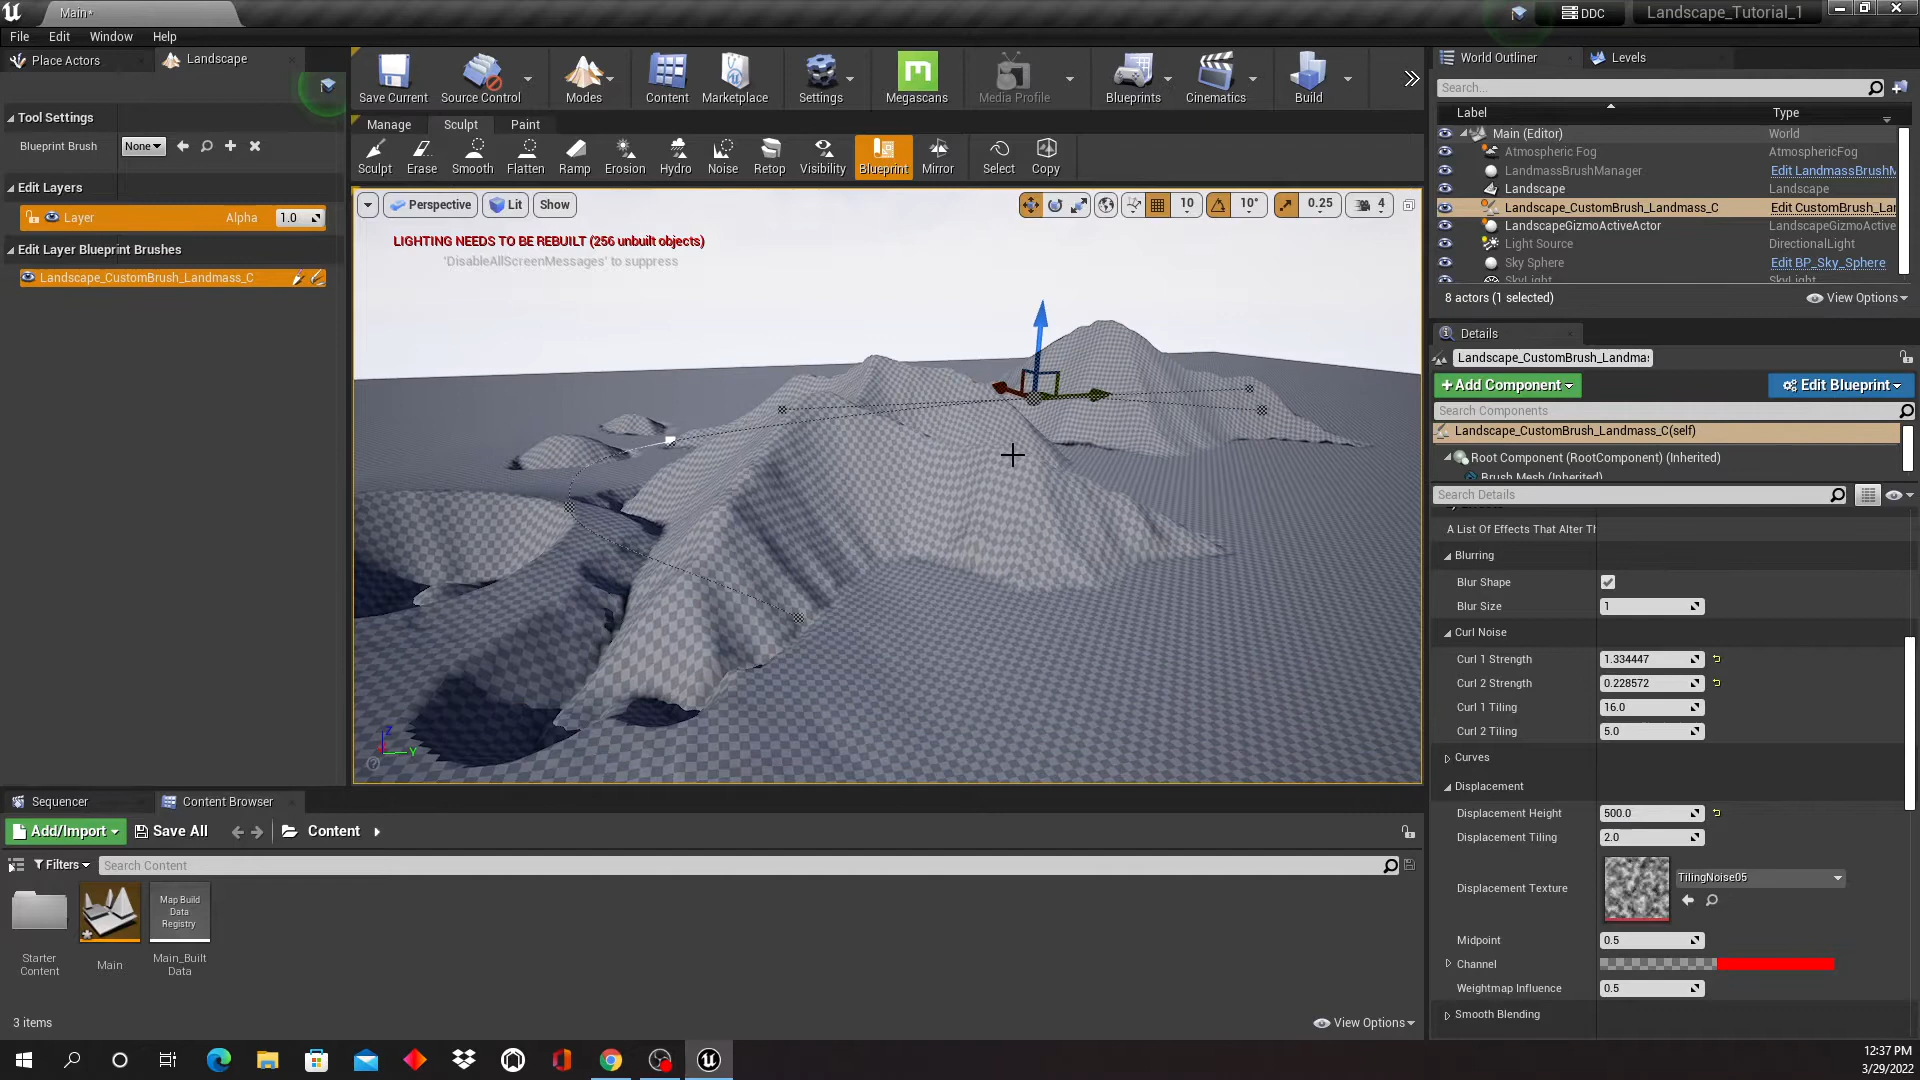 Main*
DDC
Landscape_Tutorial_1
File Edit Window Help
Place Actors
Landscape
Save Current
Source Control
Modes
Content
Marketplace
Settings
Megascans
Media Profile
Blueprints
Cinematics
Build
Manage
Sculpt
Paint
Sculpt
Erase
Smooth
Flatten
Ramp
Erosion
Hydro
Noise
Retop
Visibility
Blueprint
Mirror
Select
Copy
Tool Settings
Blueprint Brush
None
Edit Layers
Layer
Alpha
1.0
Edit Layer Blueprint Brushes
Landscape_CustomBrush_Landmass_C
Perspective
Lit
Show
10
10°
0.25
4
LIGHTING NEEDS TO BE REBUILT (256 unbuilt objects)
'DisableAllScreenMessages' to suppress
Z
Y
World Outliner
Levels
Search...
Label
Type
Main (Editor)
World
Atmospheric Fog
AtmosphericFog
LandmassBrushManager
Edit LandmassBrushM
Landscape
Landscape
Landscape_CustomBrush_Landmass_C
Edit CustomBrush_Lar
LandscapeGizmoActiveActor
LandscapeGizmoActive
Light Source
DirectionalLight
Sky Sphere
Edit BP_Sky_Sphere
SkyLight
SkyLight
8 actors (1 selected)
View Options
Details
Landscape_CustomBrush_Landmas
+Add Component
Edit Blueprint
Search Components
Landscape_CustomBrush_Landmass_C(self)
Root Component (RootComponent) (Inherited)
Brush Mesh (Inherited)
Search Details
A List Of Effects That Alter Th
Blurring
Blur Shape
Blur Size
1
Curl Noise
Curl 1 Strength
1.334447
Curl 2 Strength
0.228572
Curl 1 Tiling
16.0
Curl 2 Tiling
5.0
Curves
Displacement
Displacement Height
500.0
Displacement Tiling
2.0
Displacement Texture
TilingNoise05
Midpoint
0.5
Channel
Weightmap Influence
0.5
Smooth Blending
Sequencer
Content Browser
Add/Import
Save All
Content
Filters
Search Content
Starter
Content
Main
Map Build
Data
Registry
Main_Built
Data
3 items
View Options
12:37 PM
3/29/2022